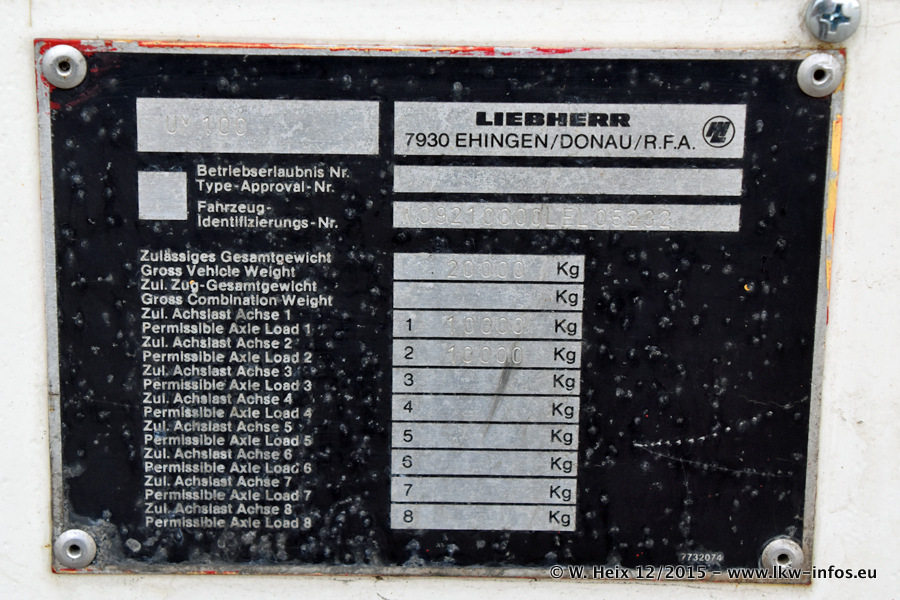 LIEBHERR
7930 EHINGEN/DONAU/R.F.A.
Betriebserlaubnis Nr.
Type-Approval-Nr.
Fahrzeug-
Identifizierungs-Nr.
Zulässiges Gesamtgewicht
Gross Vehicle Weight
20000 Kg
Zul. Zug-Gesamtgewicht
Gross Combination Weight
Kg
Zul. Achslast Achse 1
Permissible Axle Load 1
1 10000 Kg
Zul. Achslast Achse 2
Permissible Axle Load 2
2 10000 Kg
Zul. Achslast Achse 3
Permissible Axle Load 3
3 Kg
Zul. Achslast Achse 4
Permissible Axle Load 4
4 Kg
Zul. Achslast Achse 5
Permissible Axle Load 5
5 Kg
Zul. Achslast Achse 6
Permissible Axle Load 6
6 Kg
Zul. Achslast Achse 7
Permissible Axle Load 7
7 Kg
Zul. Achslast Achse 8
Permissible Axle Load 8
8 Kg
7732074
© W. Heix 12/2015 - www.lkw-infos.eu